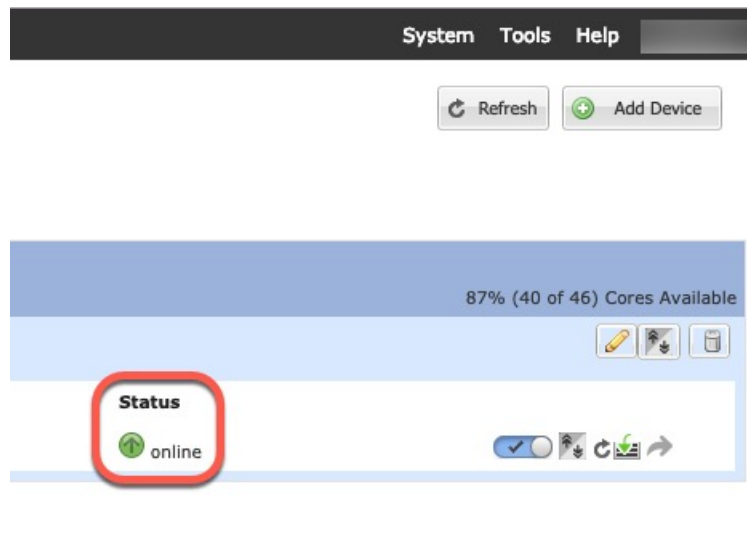 System Tools Help
Refresh Add Device
87% (40 of 46) Cores Available
Status
online